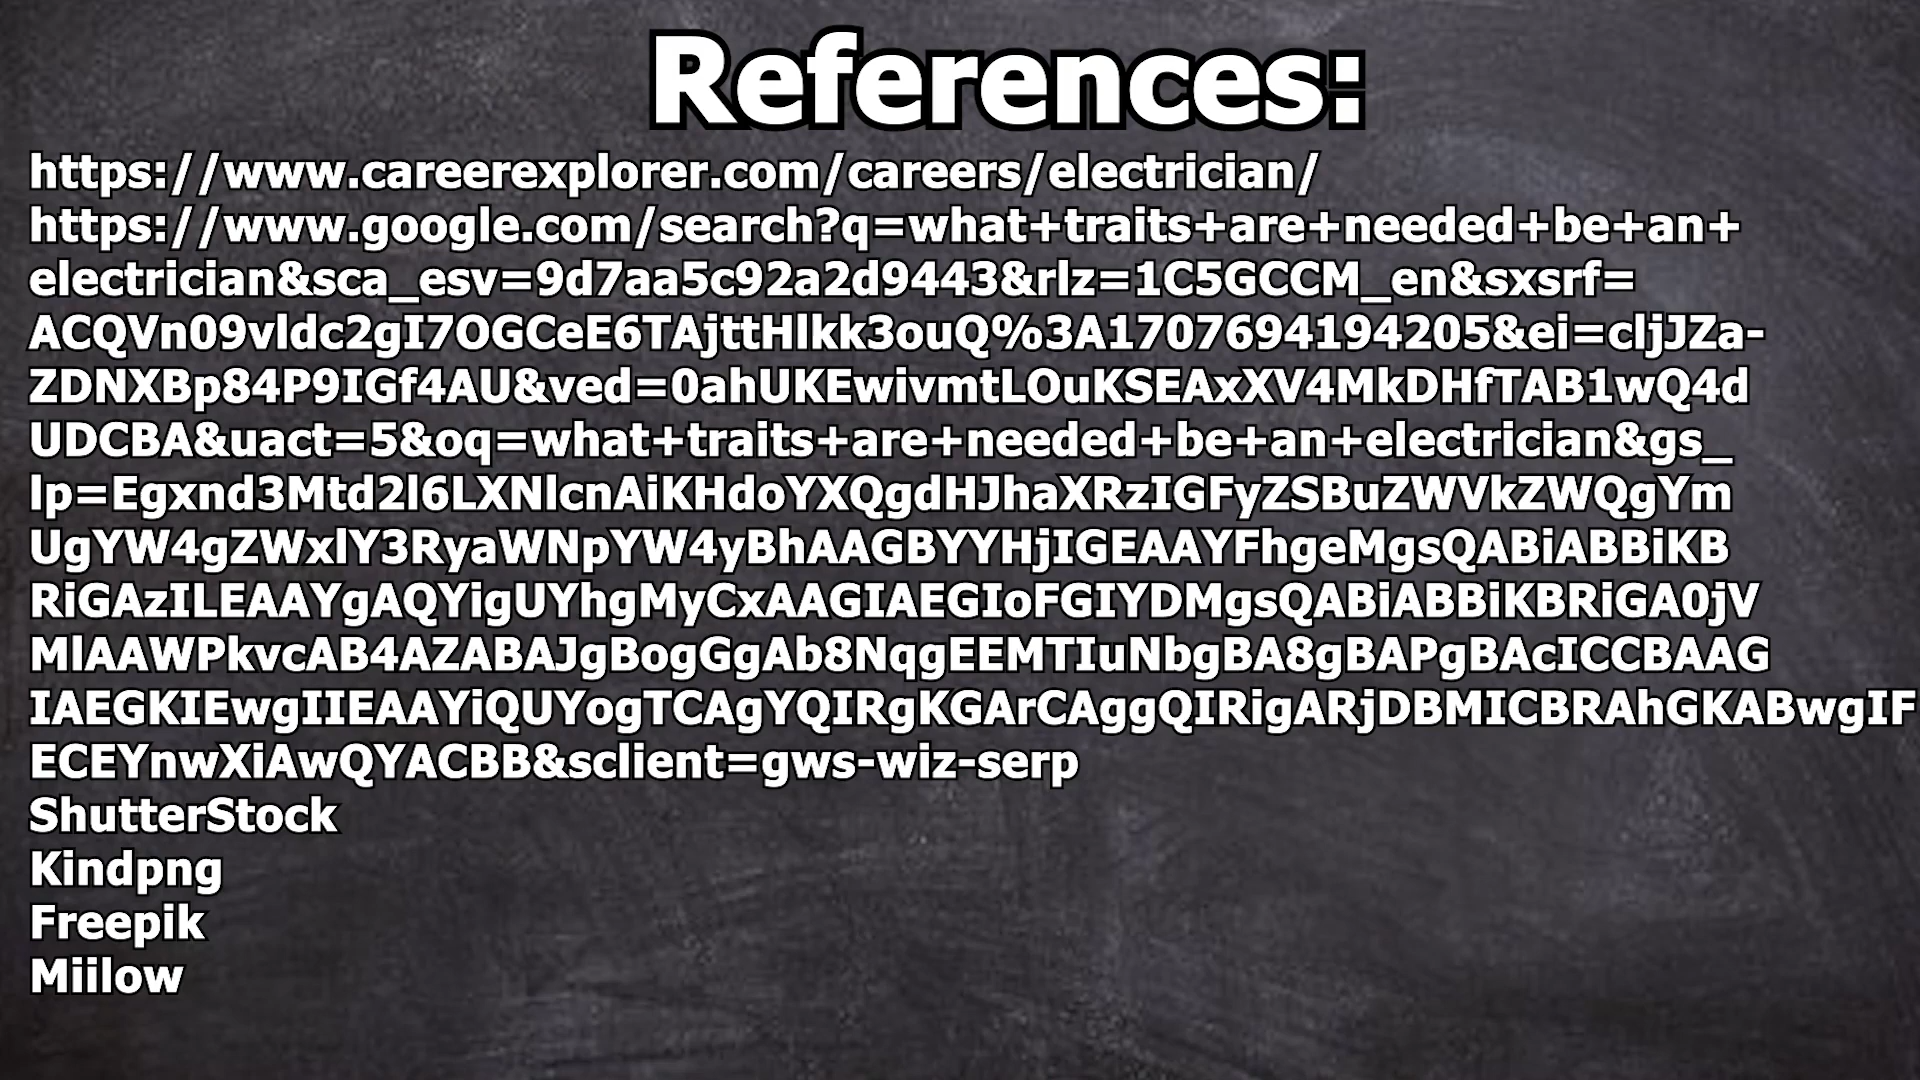 References:
https://www.careerexplorer.com/careers/electrician/
https://www.google.com/search?q=what+traits+are+needed+be+an+
electrician&sca_esv=9d7aa5c92a2d9443&rlz=1C5GCCM_en&sxsrf=
ACQVn09vldc2gI7OGCeE6TAjttHlkk3ouQ%3A1707694194205&ei=cljJZa-
ZDNXBp84P9IGf4AU&ved=0ahUKEwivmtLOuKSEAxXV4MkDHfTAB1wQ4d
UDCBA&uact=5&oq=what+traits+are+needed+be+an+electrician&gs_
lp=Egxnd3Mtd2l6LXNlcnAiKHdoYXQgdHJhaXRzIGFyZSBuZWVkZWQgYm
UgYW4gZWxlY3RyaWNpYW4yBhAAGBYYHjIGEAAYFhgeMgsQABiABBiKB
RiGAzILEAAYgAQYigUYhgMyCxAAGIAEGIoFGIYDMgsQABiABBiKBRiGA0jV
MlAAWPkvcAB4AZABAJgBogGgAb8NqgEEMTIuNbgBA8gBAPgBAcICCBAAG
IAEGKIEwgIIEAAYiQUYogTCAgYQIRgKGArCAggQIRigARjDBMICBRAhGKABwgIF
ECEYnwXiAwQYACBB&sclient=gws-wiz-serp
ShutterStock
Kindpng
Freepik
Miilow